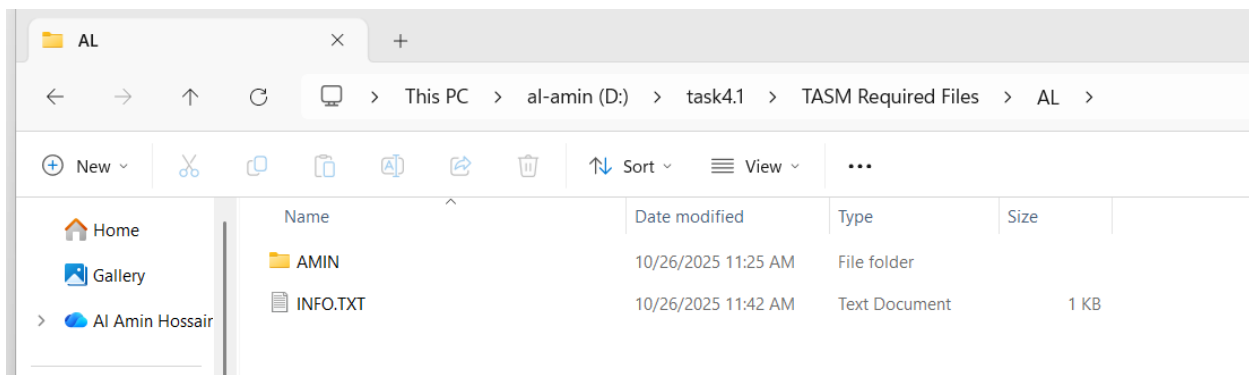 AL
This PC > al-amin (D:) > task4.1 > TASM Required Files > AL >
New Sort View
Name Date modified Type Size
Home
AMIN 10/26/2025 11:25 AM File folder
Gallery
INFO.TXT 10/26/2025 11:42 AM Text Document 1 KB
Al Amin Hossair